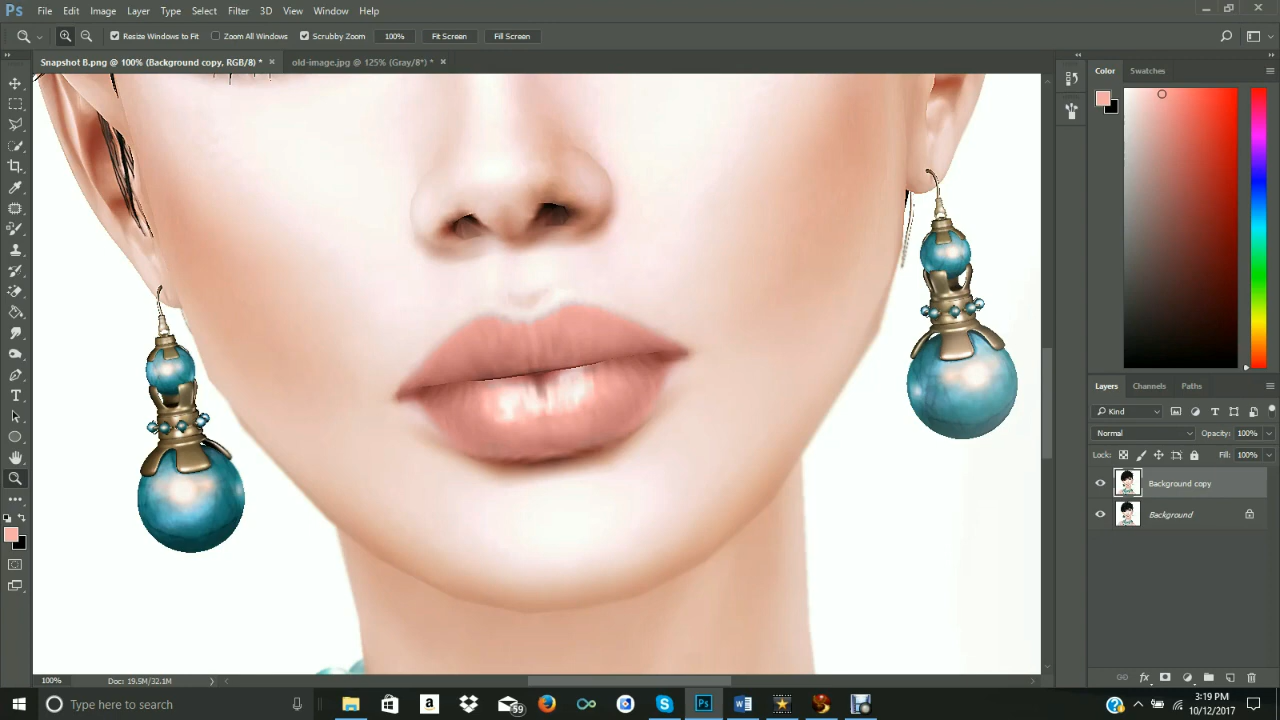 Ps File Edit Image Layer Type Select Filter 3D View Window Help
Resize Windows to Fit Zoom All Windows Scrubby Zoom 100% Fit Screen Fill Screen
Snapshot B.png @ 100% (Background copy, RGB/8) * × old-image.jpg @ 125% (Gray/8*) * ×
Color Swatches
Layers Channels Paths
Kind
Normal Opacity: 100%
Lock: Fill: 100%
Background copy
Background
100% Doc: 19.5M/32.1M
Type here to search
59
3:19 PM
10/12/2017